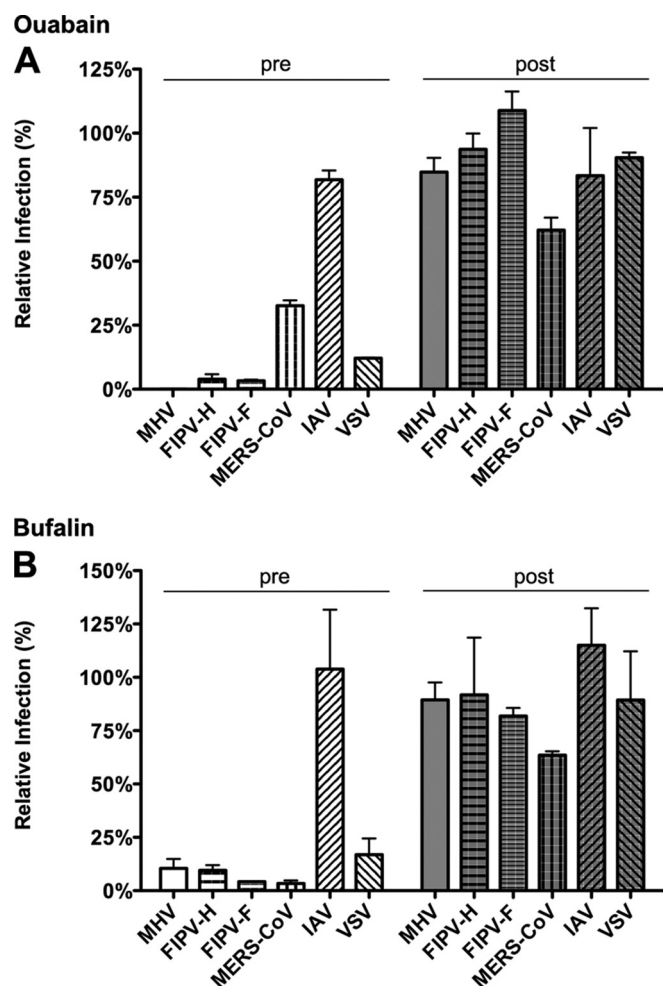 Ouabain
A
pre
post
Relative Infection (%)
125%
100%
75%
50%
25%
0%
MHV
FIPV-H
FIPV-F
MERS-CoV
IAV
VSV
MHV
FIPV-H
FIPV-F
MERS-CoV
IAV
VSV
Bufalin
B
pre
post
Relative Infection (%)
150%
125%
100%
75%
50%
25%
0%
MHV
FIPV-H
FIPV-F
MERS-CoV
IAV
VSV
MHV
FIPV-H
FIPV-F
MERS-CoV
IAV
VSV